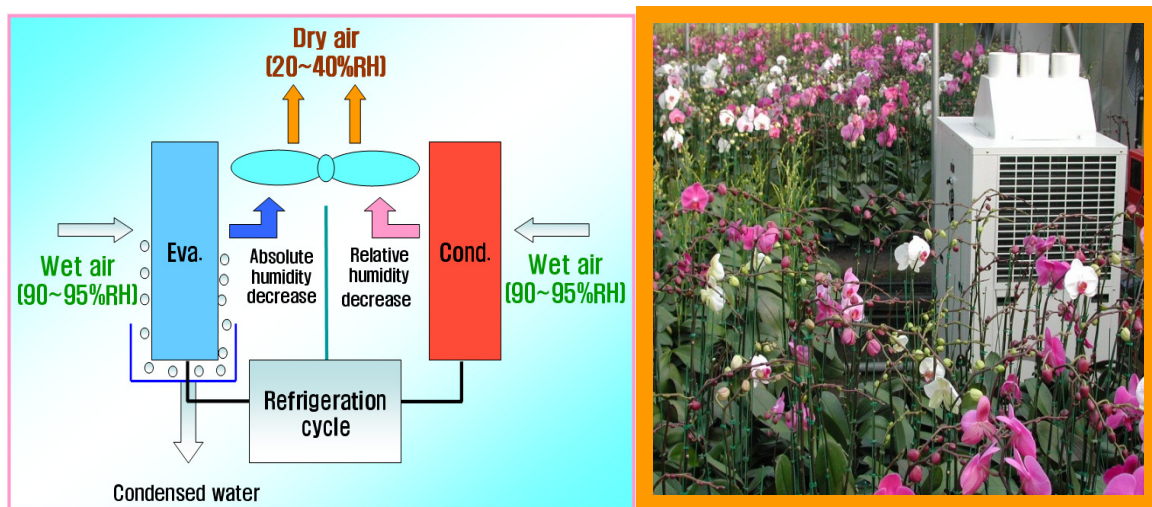 Dry air
(20~40%RH)
Eva.
Cond.
Wet air
(90~95%RH)
Absolute
humidity
decrease
Relative
humidity
decrease
Wet air
(90~95%RH)
Refrigeration
cycle
Condensed water